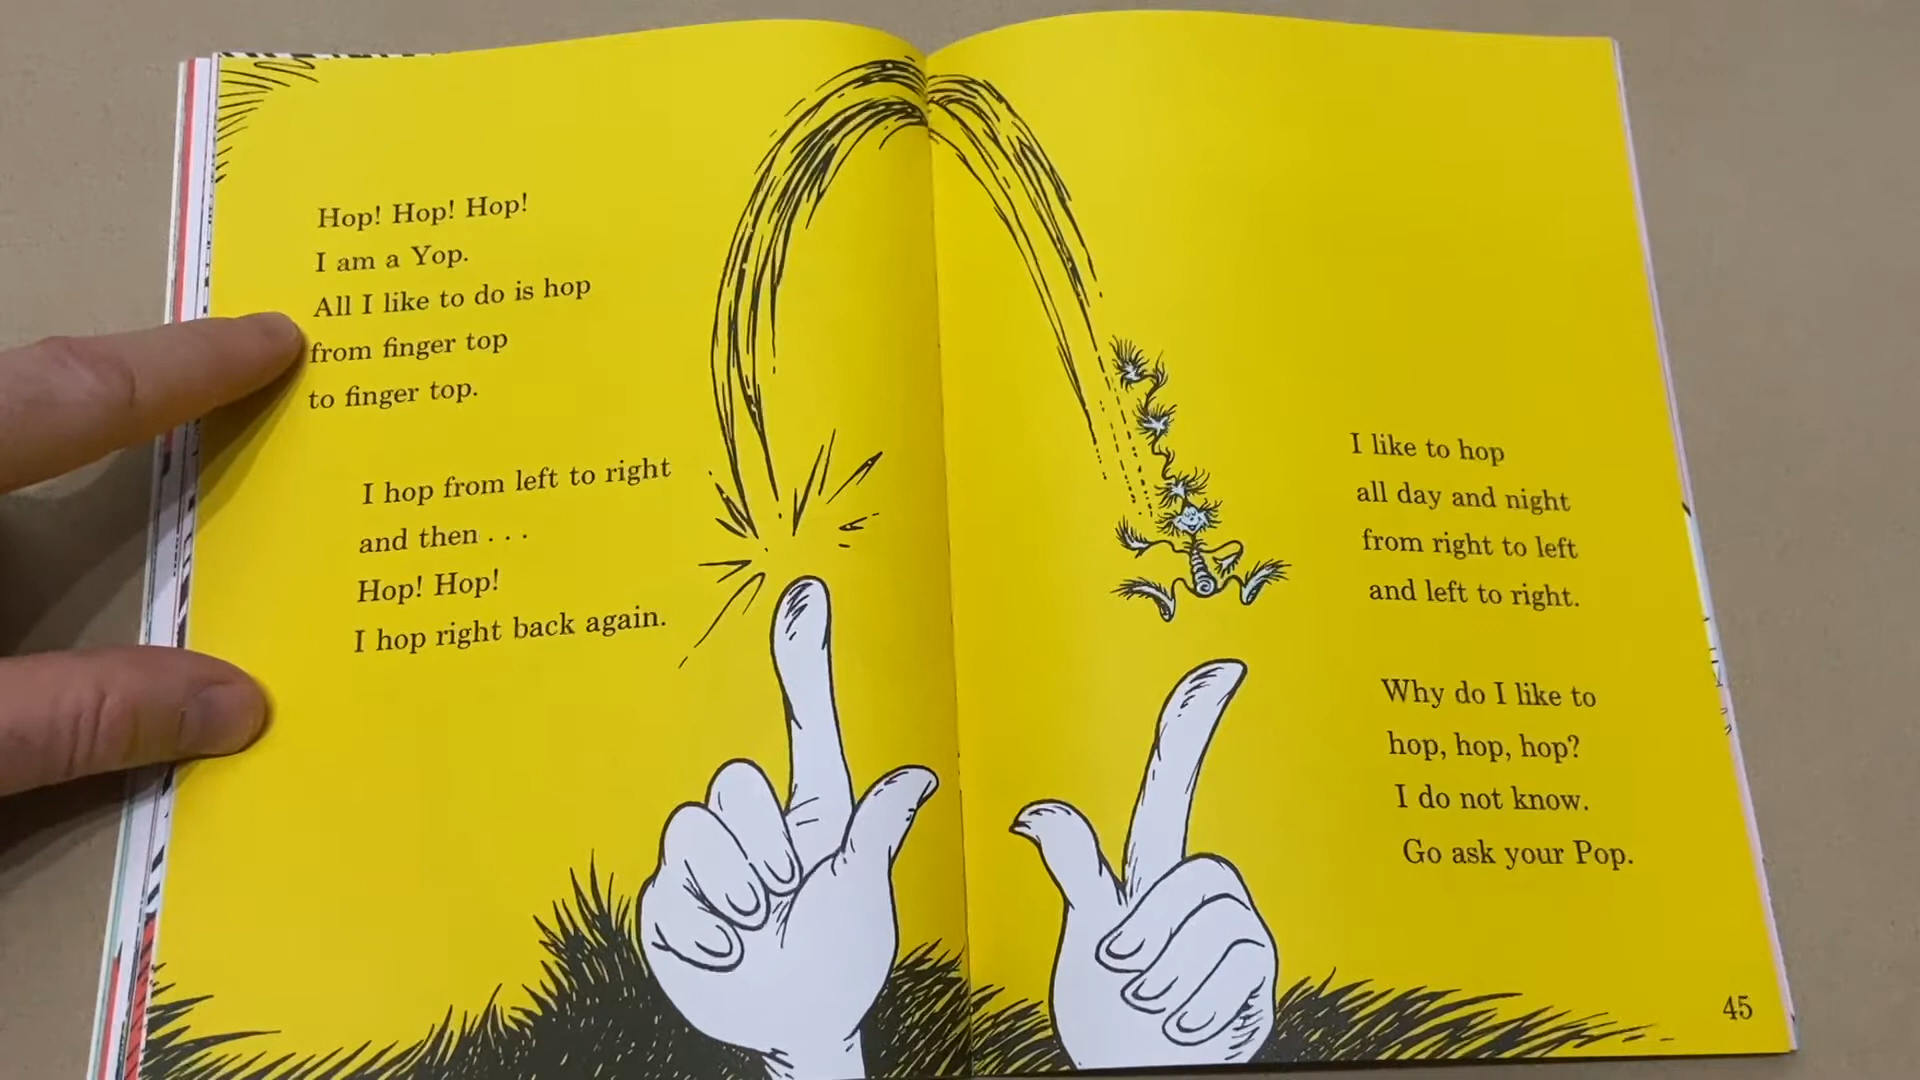 Hop! Hop! Hop!
I am a Yop.
All I like to do is hop
from finger top
to finger top.
I hop from left to right
and then . . .
Hop! Hop!
I hop right back again.
I like to hop
all day and night
from right to left
and left to right.
Why do I like to
hop, hop, hop?
I do not know.
Go ask your Pop.
45